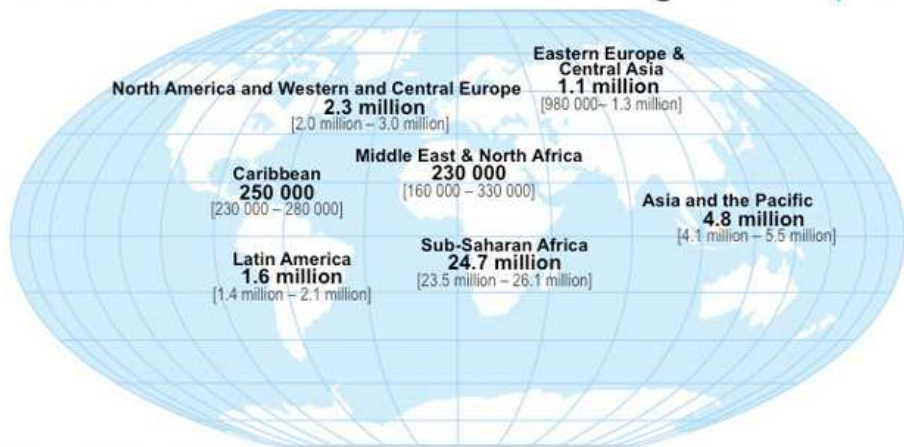 Eastern Europe &
Central Asia
1.1 million
[980 000– 1.3 million]
North America and Western and Central Europe
2.3 million
[2.0 million – 3.0 million]
Middle East & North Africa
230 000
[160 000 – 330 000]
Caribbean
250 000
[230 000 – 280 000]
Asia and the Pacific
4.8 million
[4.1 million – 5.5 million]
Sub-Saharan Africa
24.7 million
[23.5 million – 26.1 million]
Latin America
1.6 million
[1.4 million – 2.1 million]